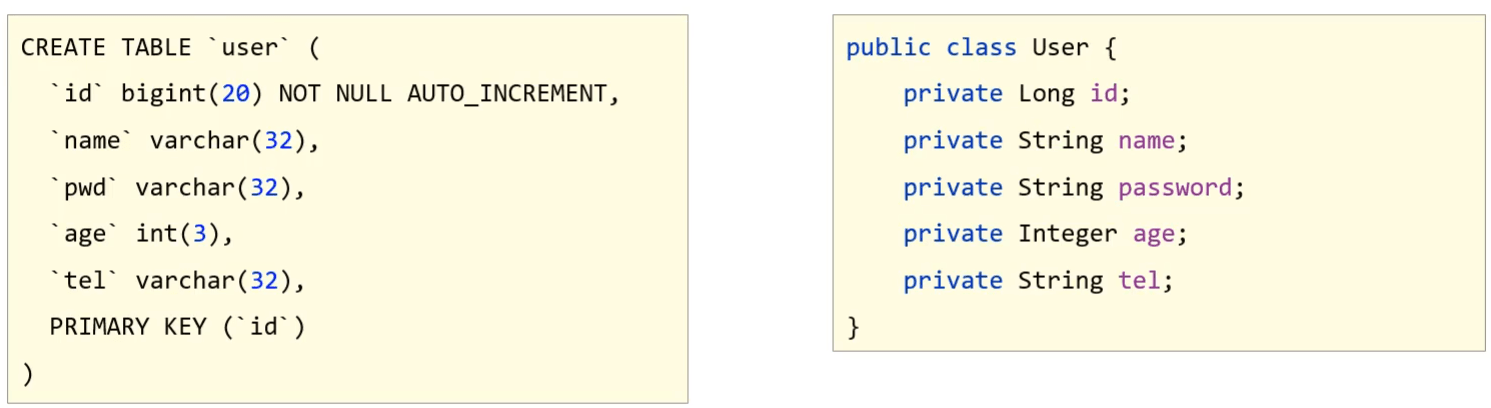 CREATE TABLE `user` (
  `id` bigint(20) NOT NULL AUTO_INCREMENT,
  `name` varchar(32),
  `pwd` varchar(32),
  `age` int(3),
  `tel` varchar(32),
  PRIMARY KEY (`id`)
)
public class User {
    private Long id;
    private String name;
    private String password;
    private Integer age;
    private String tel;
}